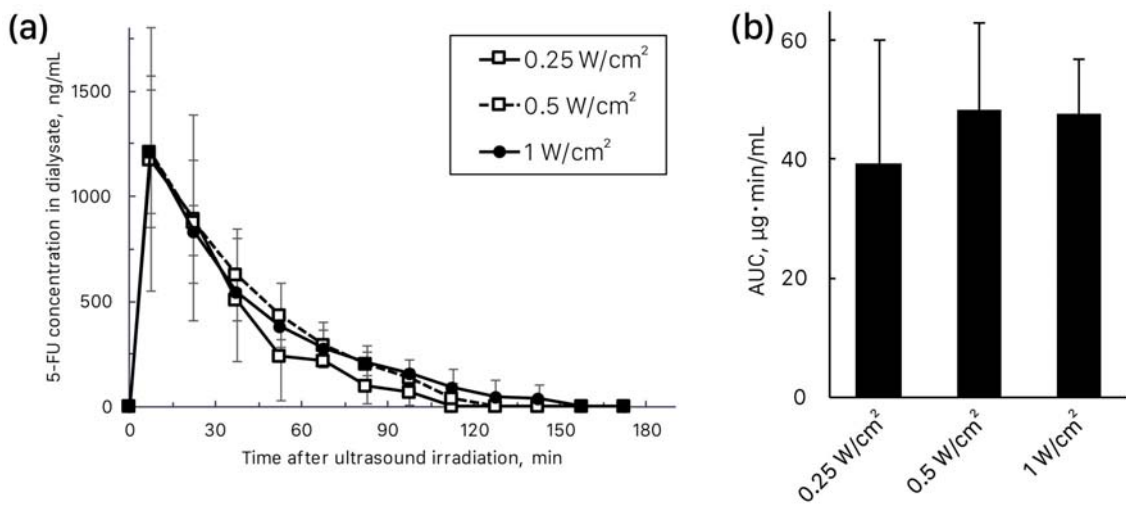 (a)
5-FU concentration in dialysate, ng/mL
1500
1000
500
0
0 30 60 90 120 150 180
Time after ultrasound irradiation, min
0.25 W/cm²
0.5 W/cm²
1 W/cm²
(b)
AUC, µg·min/mL
60
40
20
0
0.25 W/cm²
0.5 W/cm²
1 W/cm²